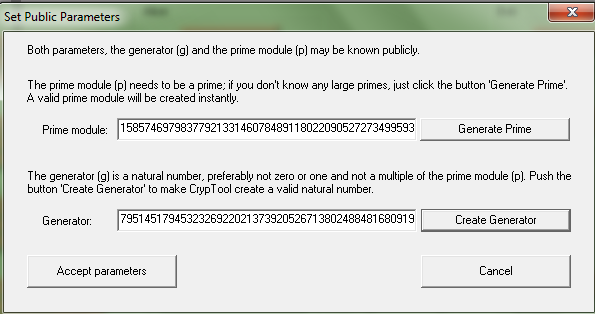 Set Public Parameters
Both parameters, the generator (g) and the prime module (p) may be known publicly.
The prime module (p) needs to be a prime; if you don't know any large primes, just click the button 'Generate Prime'.
A valid prime module will be created instantly.
Prime module: 158574697983779213314607848911802209052727349959З Generate Prime
The generator (g) is a natural number, preferably not zero or one and not a multiple of the prime module (p). Push the
button 'Create Generator' to make CrypTool create a valid natural number.
Generator: 795145179453232692202137392052671380248848168091​9 Create Generator
Accept parameters Cancel